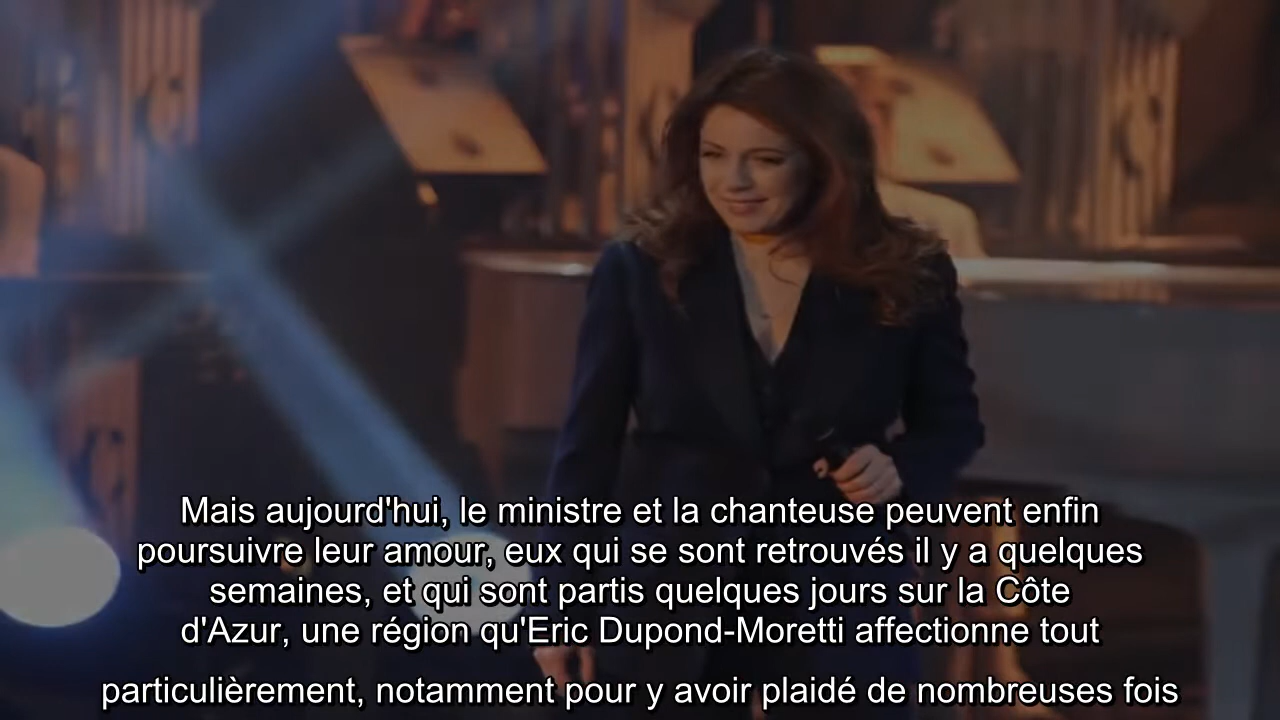 Mais aujourd'hui, le ministre et la chanteuse peuvent enfin
poursuivre leur amour, eux qui se sont retrouvés il y a quelques
semaines, et qui sont partis quelques jours sur la Côte
d'Azur, une région qu'Eric Dupond-Moretti affectionne tout
particulièrement, notamment pour y avoir plaidé de nombreuses fois